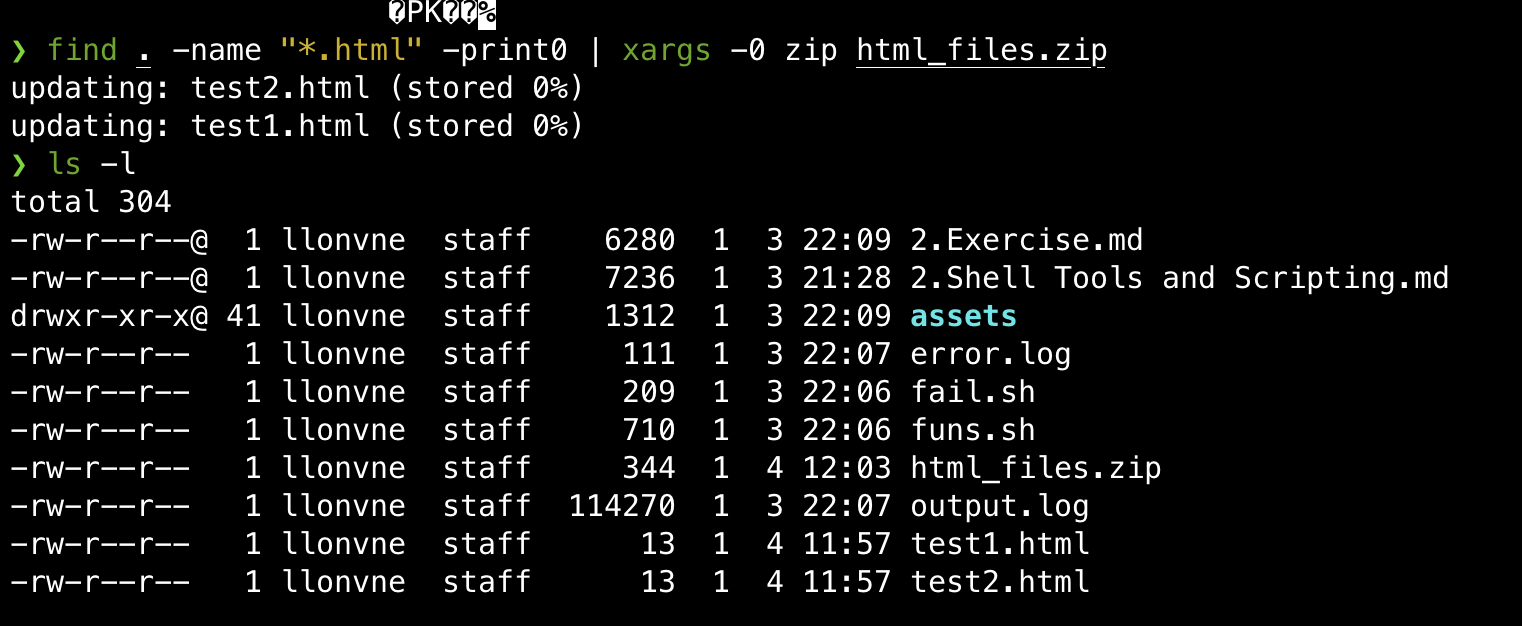 �PK��%
❯ find . -name "*.html" -print0 | xargs -0 zip html_files.zip
updating: test2.html (stored 0%)
updating: test1.html (stored 0%)
❯ ls -l
total 304
-rw-r--r--@  1 llonvne  staff    6280  1  3 22:09 2.Exercise.md
-rw-r--r--@  1 llonvne  staff    7236  1  3 21:28 2.Shell Tools and Scripting.md
drwxr-xr-x@ 41 llonvne  staff    1312  1  3 22:09 assets
-rw-r--r--   1 llonvne  staff     111  1  3 22:07 error.log
-rw-r--r--   1 llonvne  staff     209  1  3 22:06 fail.sh
-rw-r--r--   1 llonvne  staff     710  1  3 22:06 funs.sh
-rw-r--r--   1 llonvne  staff     344  1  4 12:03 html_files.zip
-rw-r--r--   1 llonvne  staff  114270  1  3 22:07 output.log
-rw-r--r--   1 llonvne  staff      13  1  4 11:57 test1.html
-rw-r--r--   1 llonvne  staff      13  1  4 11:57 test2.html